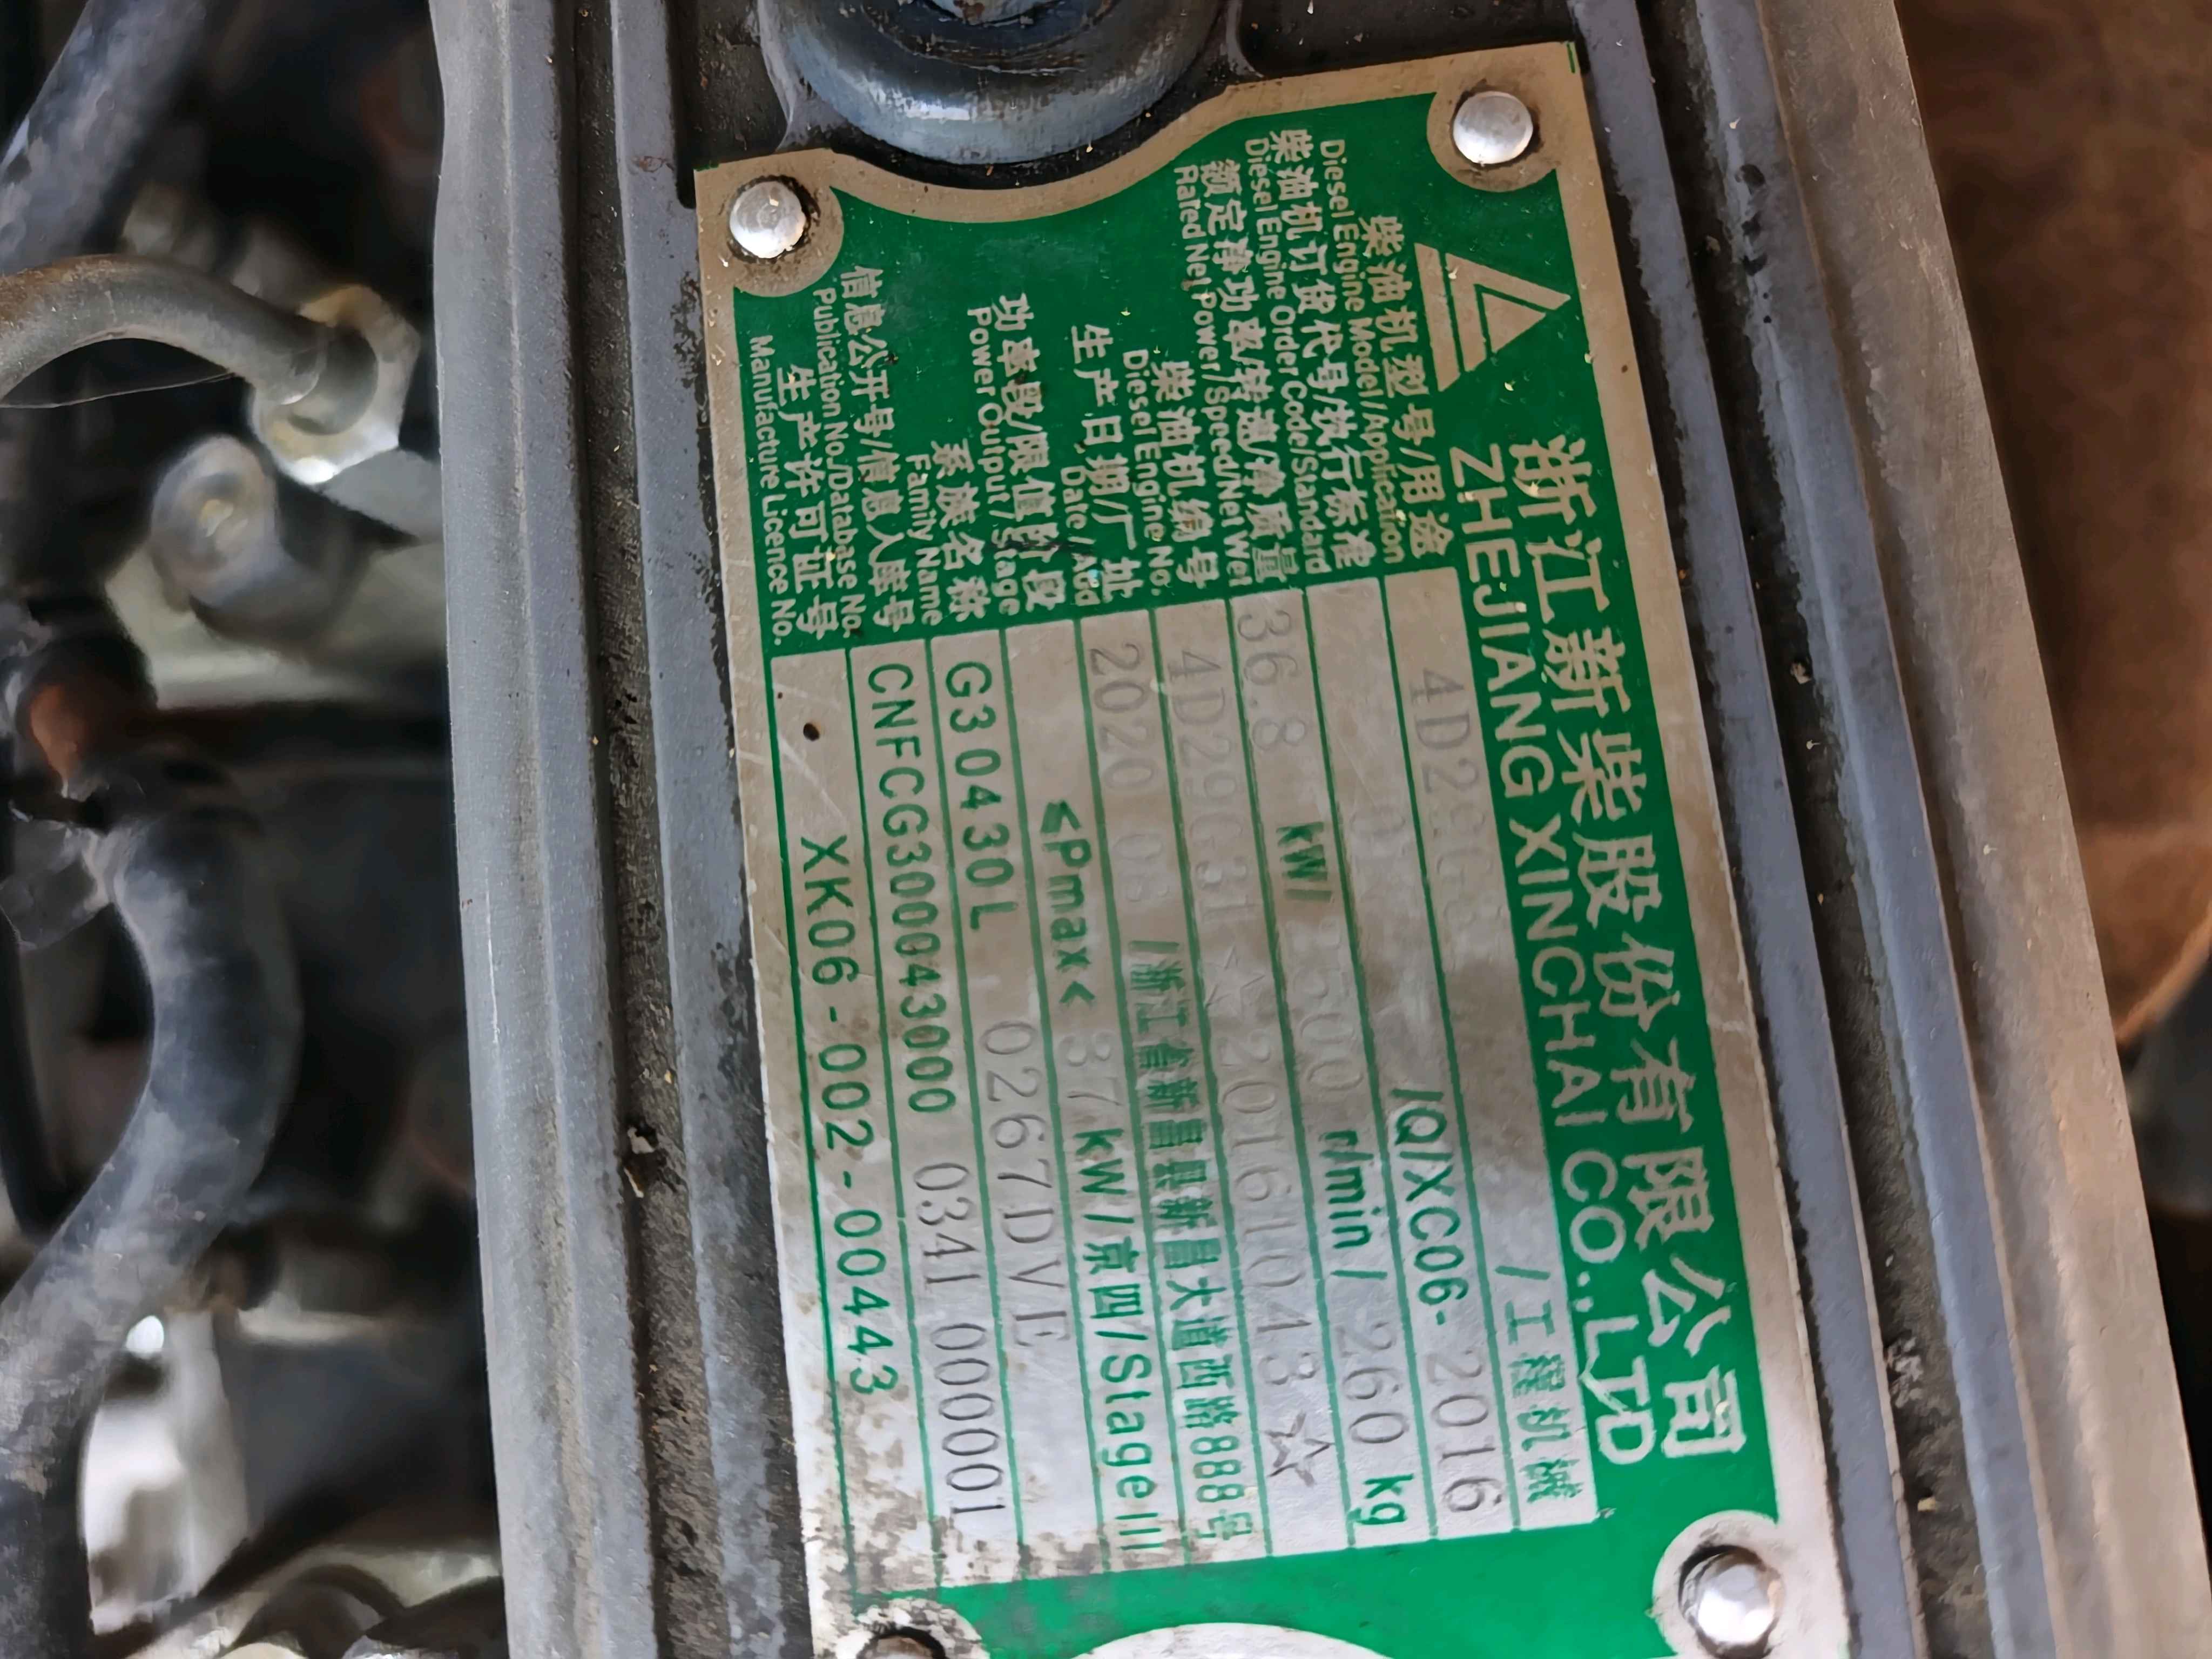 浙江新柴股份有限公司
ZHEJIANG XINCHAI CO.,LTD
柴油机型号/用途
Diesel Engine Model/Application
4D29G31 /工程机械
柴油机订货代号/执行标准
Diesel Engine Order Code/Standard
/Q/XC06-2016
额定净功率/转速/净质量
Rated Net Power/Speed/Net Wet
36.8 kW/ 2500 r/min/ 260 kg
柴油机编号
Diesel Engine No.
4D29G31☆☆201610043☆
生产日期/厂址
Date/Add
2020 08 /浙江省新昌县新昌大道西路888号
功率段/限值阶段
Power Output/Stage
≤Pmax< 37 kW/京四/Stage III
系族名称
Family Name
G30430L 0267DVE
信息公开号/信息入库号
Publication No./Database No.
CNFCG3000043000 0341 000001
生产许可证号
Manufacture Licence No.
XK06-002-00443